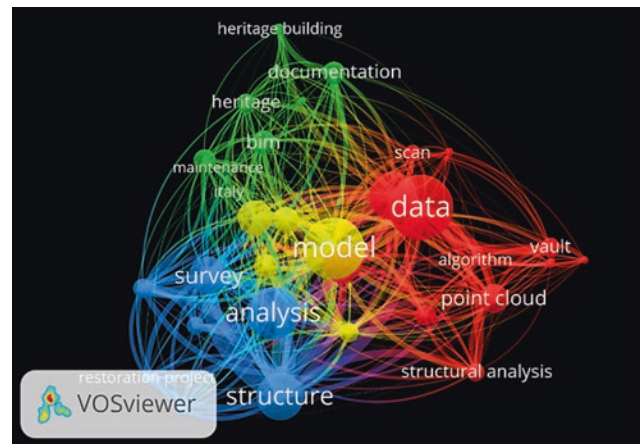 heritage building
documentation
heritage
bim
scan
maintenance
italy
data
model
vault
survey
algorithm
point cloud
analysis
structural analysis
restoration project
structure
VOSviewer